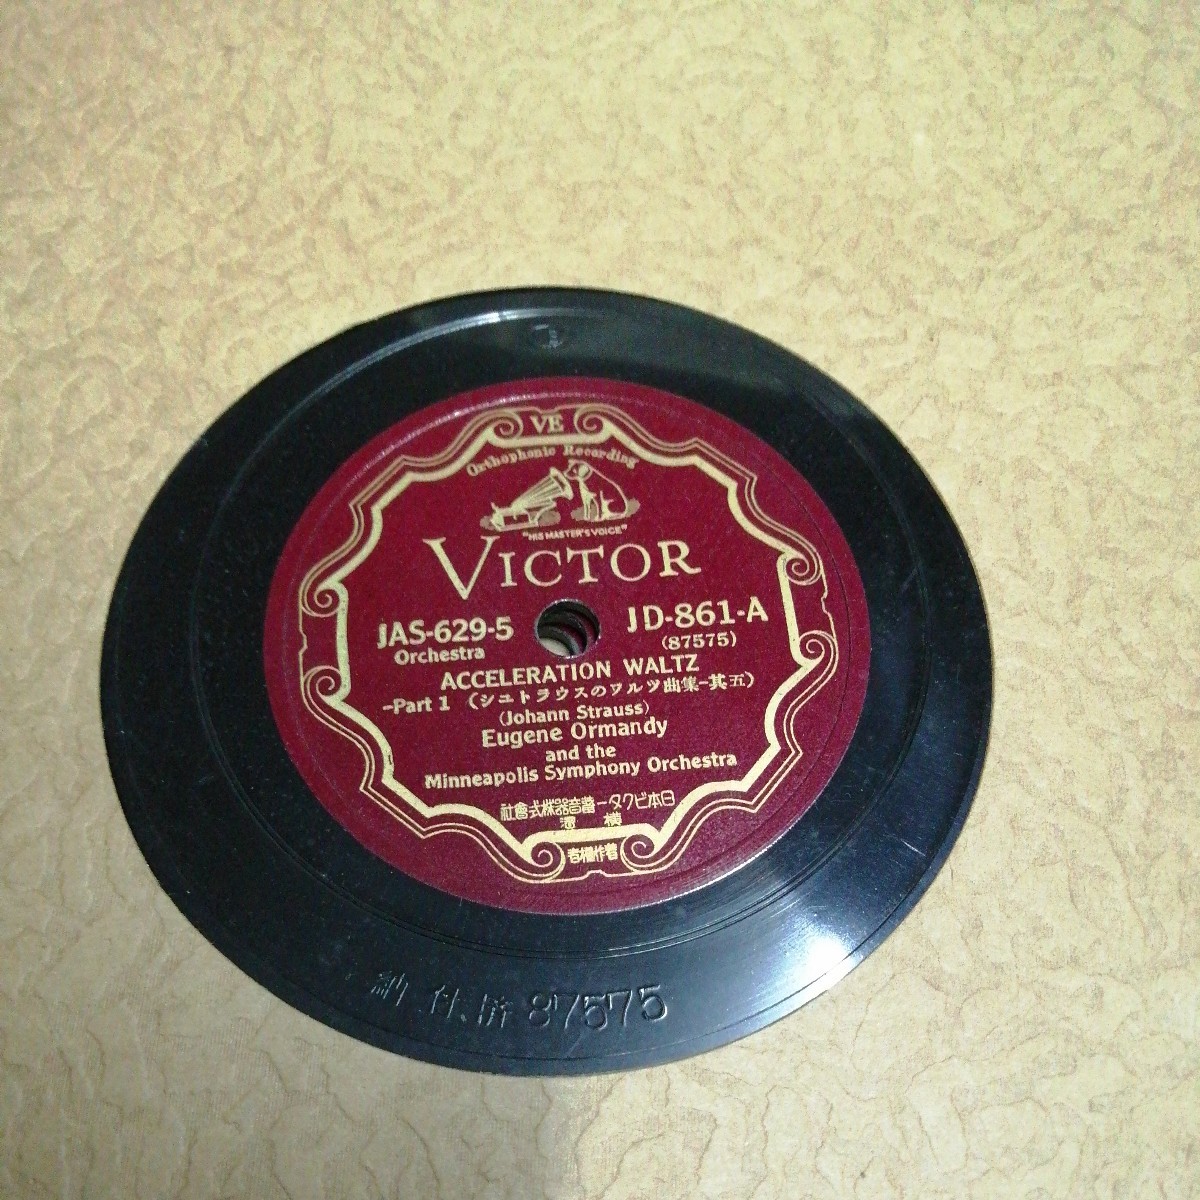 VE
Orthophonic Recording
"HIS MASTER'S VOICE"
VICTOR
JAS-629-5
Orchestra
JD-861-A
(87575)
ACCELERATION WALTZ
-Part 1 (シュトラウスのワルツ曲集-其五)
(Johann Strauss)
Eugene Ormandy
and the
Minneapolis Symphony Orchestra
社會式株器音蓄ータクビ本日
濱横
者權作著
納 仕 済 87575